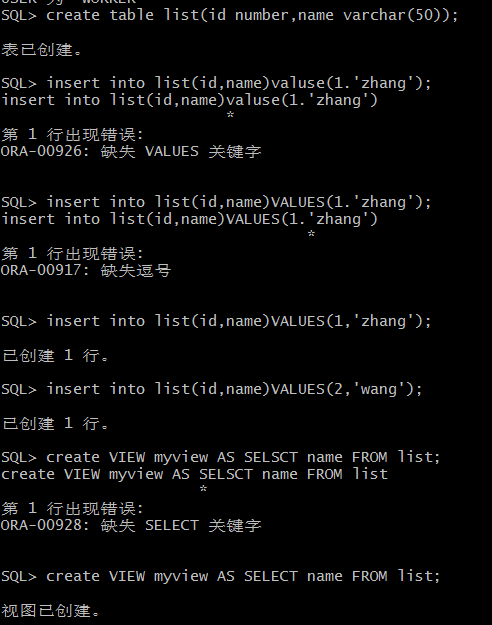 SQL> create table list(id number,name varchar(50));
表已创建。
SQL> insert into list(id,name)valuse(1.'zhang');
insert into list(id,name)valuse(1.'zhang')
*
第 1 行出现错误:
ORA-00926: 缺失 VALUES 关键字
SQL> insert into list(id,name)VALUES(1.'zhang');
insert into list(id,name)VALUES(1.'zhang')
*
第 1 行出现错误:
ORA-00917: 缺失逗号
SQL> insert into list(id,name)VALUES(1,'zhang');
已创建 1 行。
SQL> insert into list(id,name)VALUES(2,'wang');
已创建 1 行。
SQL> create VIEW myview AS SELSCT name FROM list;
create VIEW myview AS SELSCT name FROM list
*
第 1 行出现错误:
ORA-00928: 缺失 SELECT 关键字
SQL> create VIEW myview AS SELECT name FROM list;
视图已创建。